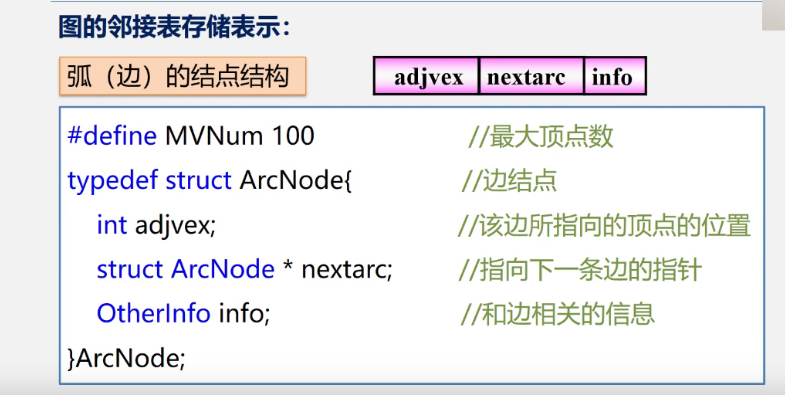 图的邻接表存储表示：
弧（边）的结点结构 adjvex nextarc info
#define MVNum 100 //最大顶点数
typedef struct ArcNode{ //边结点
int adjvex; //该边所指向的顶点的位置
struct ArcNode * nextarc; //指向下一条边的指针
OtherInfo info; //和边相关的信息
}ArcNode;